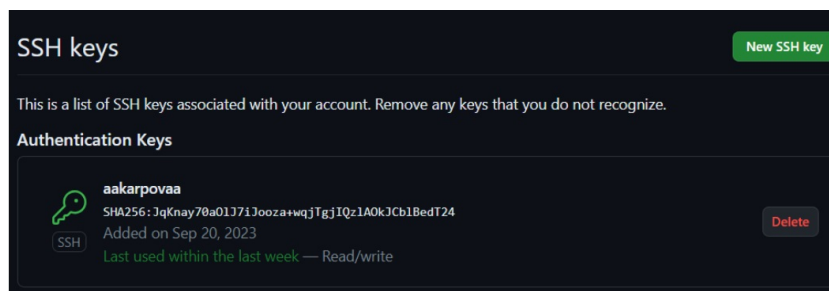 SSH keys
New SSH key
This is a list of SSH keys associated with your account. Remove any keys that you do not recognize.
Authentication Keys
aakarpovaa
SHA256:JqKnay70aO1J7iJooza+wqjTgjIQzlAOkJCblBedT24
SSH
Added on Sep 20, 2023
Last used within the last week — Read/write
Delete